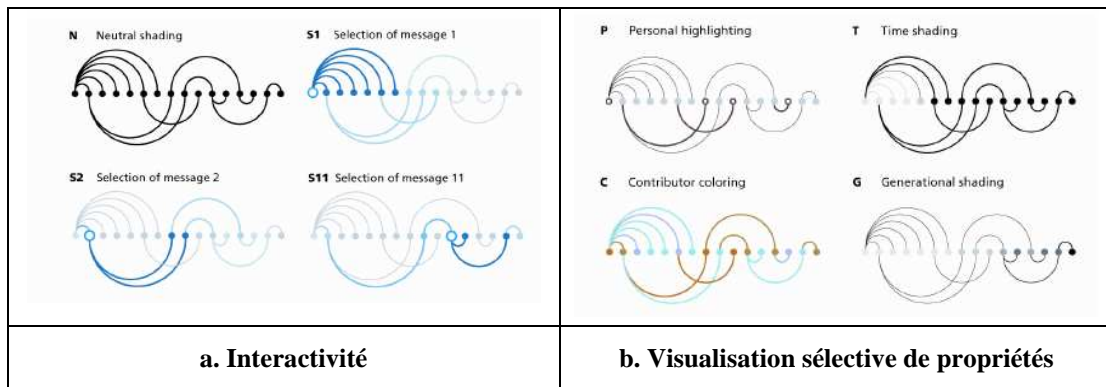 N Neutral shading
S1 Selection of message 1
S2 Selection of message 2
S11 Selection of message 11
P Personal highlighting
T Time shading
C Contributor coloring
G Generational shading
a. Interactivité
b. Visualisation sélective de propriétés